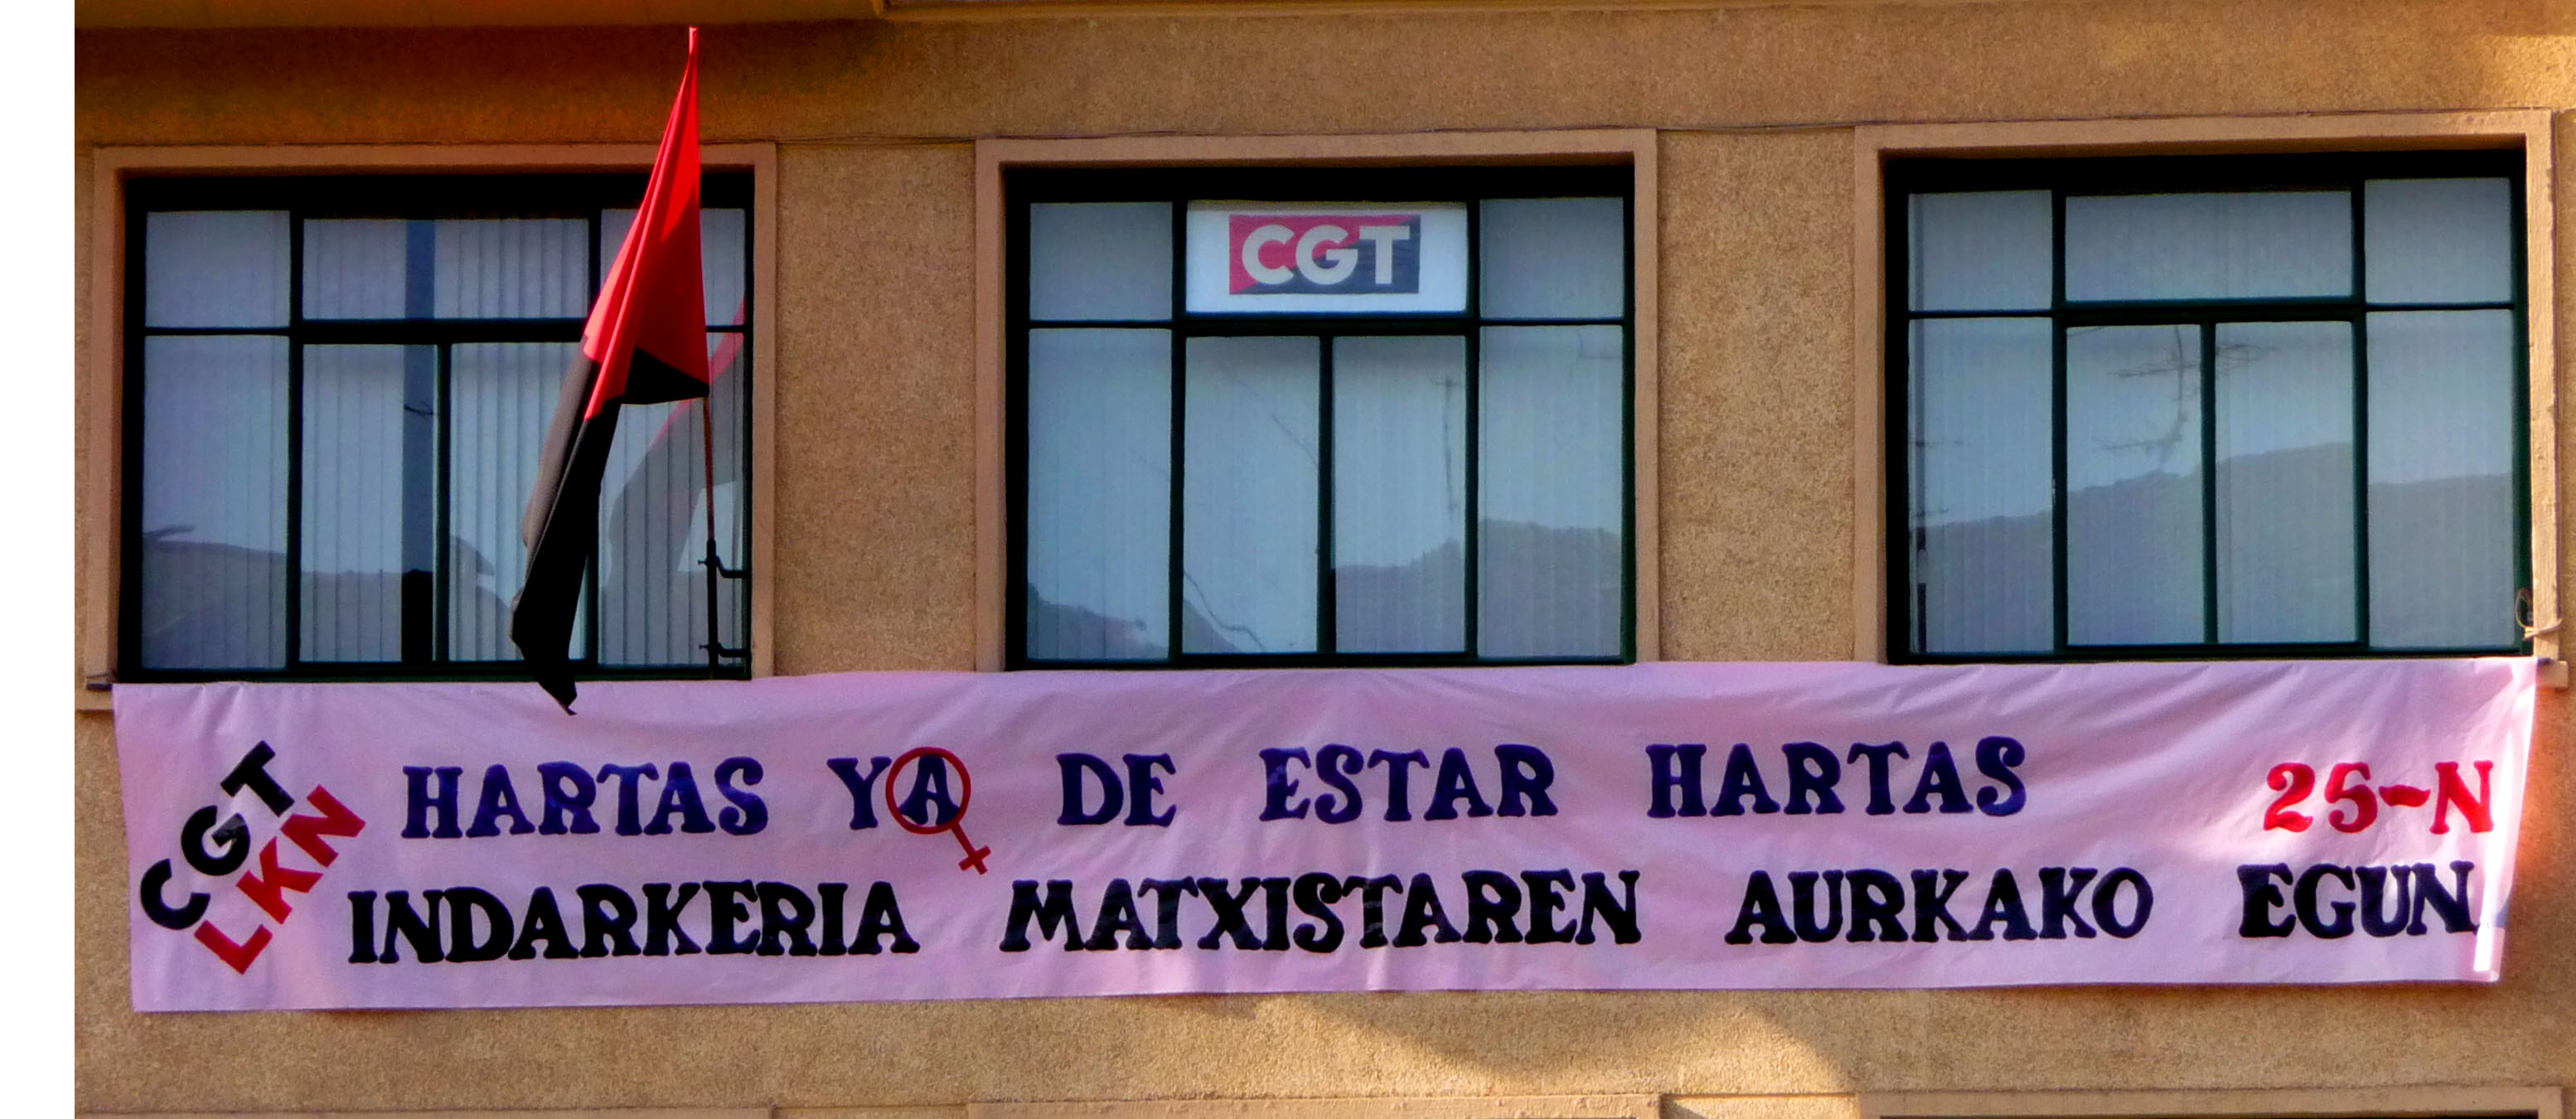 CGT
CGT
LKN
HARTAS YA DE ESTAR HARTAS
25-N
INDARKERIA MATXISTAREN AURKAKO EGUN